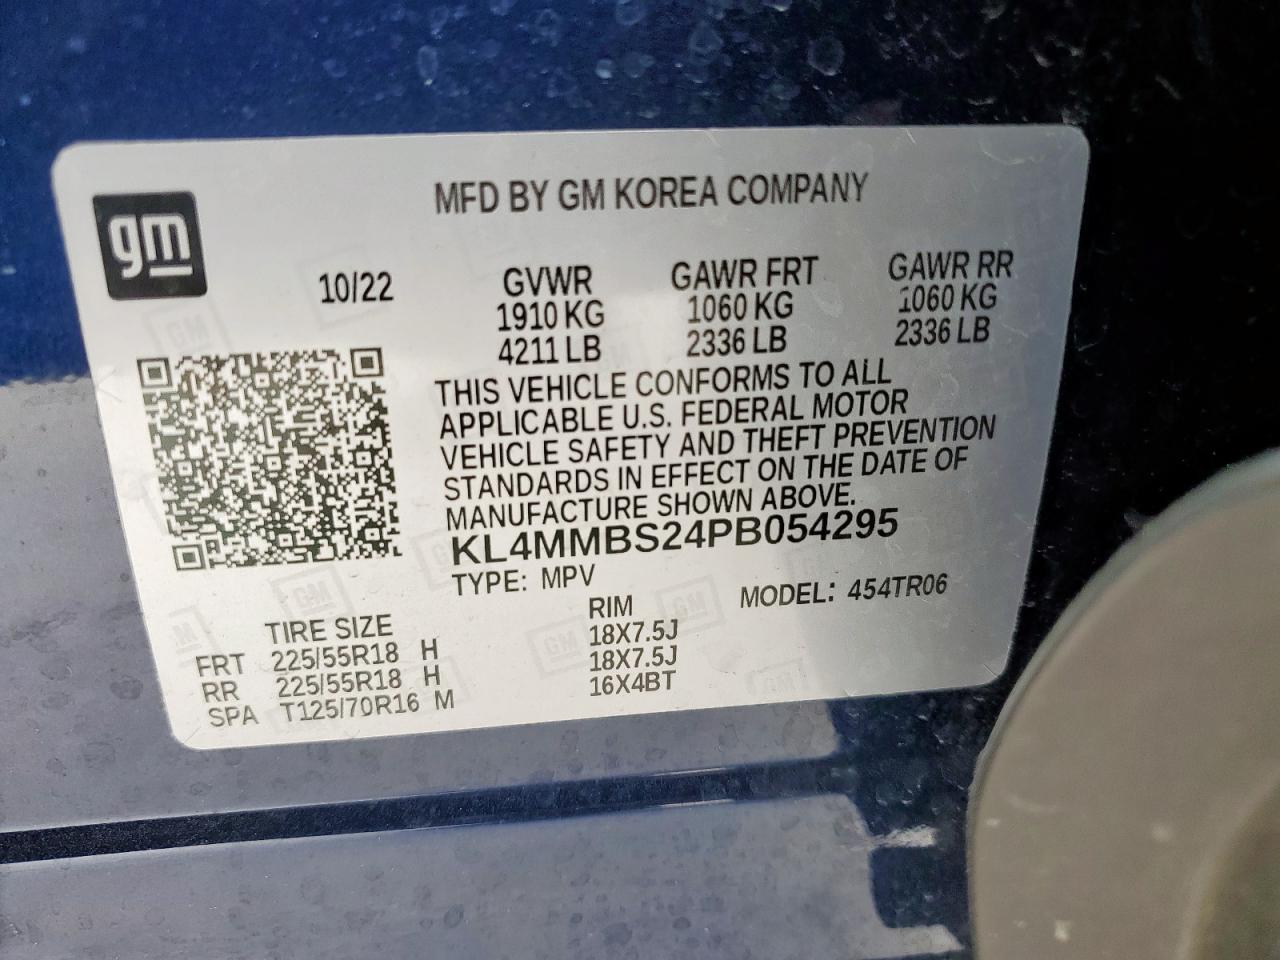 gm
MFD BY GM KOREA COMPANY
10/22 GVWR GAWR FRT GAWR RR
1910 KG 1060 KG 1060 KG
4211 LB 2336 LB 2336 LB
THIS VEHICLE CONFORMS TO ALL
APPLICABLE U.S. FEDERAL MOTOR
VEHICLE SAFETY AND THEFT PREVENTION
STANDARDS IN EFFECT ON THE DATE OF
MANUFACTURE SHOWN ABOVE.
KL4MMBS24PB054295
TYPE: MPV MODEL: 454TR06
TIRE SIZE RIM
FRT 225/55R18 H 18X7.5J
RR 225/55R18 H 18X7.5J
SPA T125/70R16 M 16X4BT